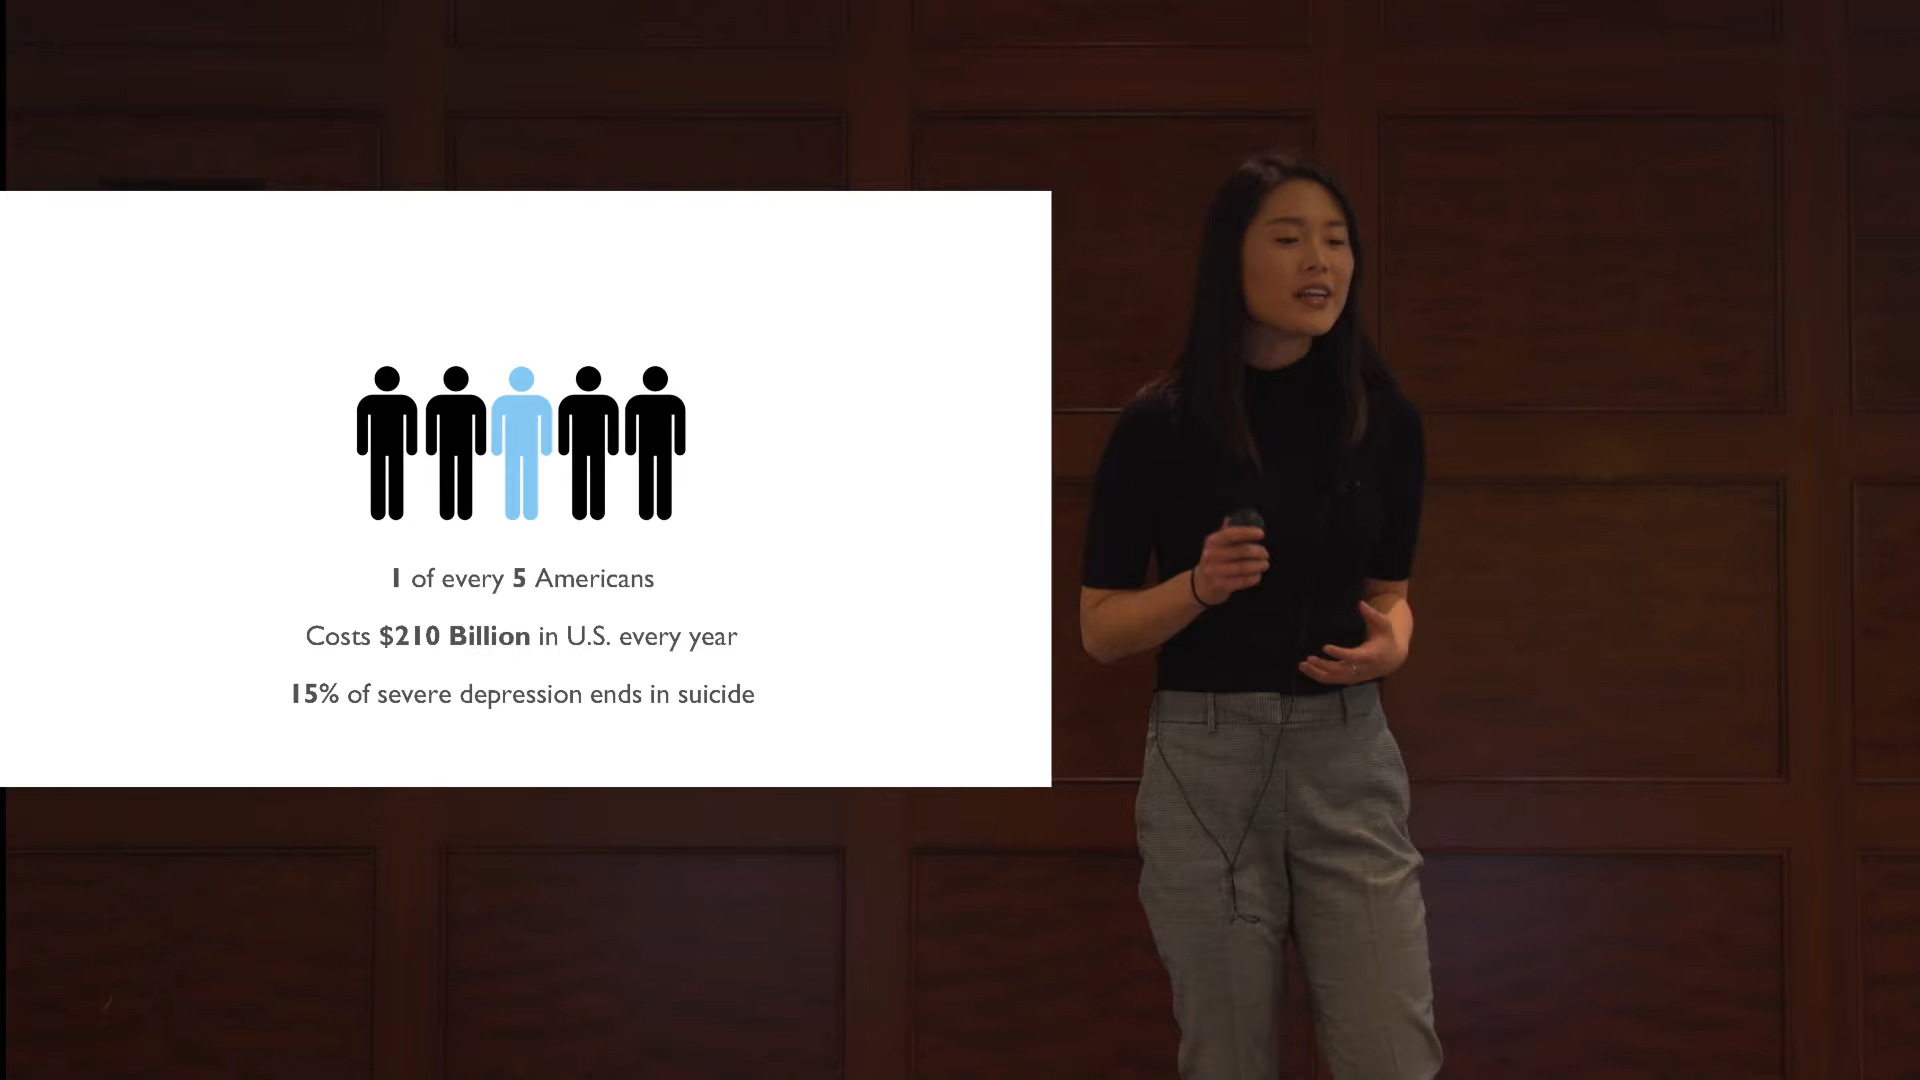 1 of every 5 Americans
Costs $210 Billion in U.S. every year
15% of severe depression ends in suicide